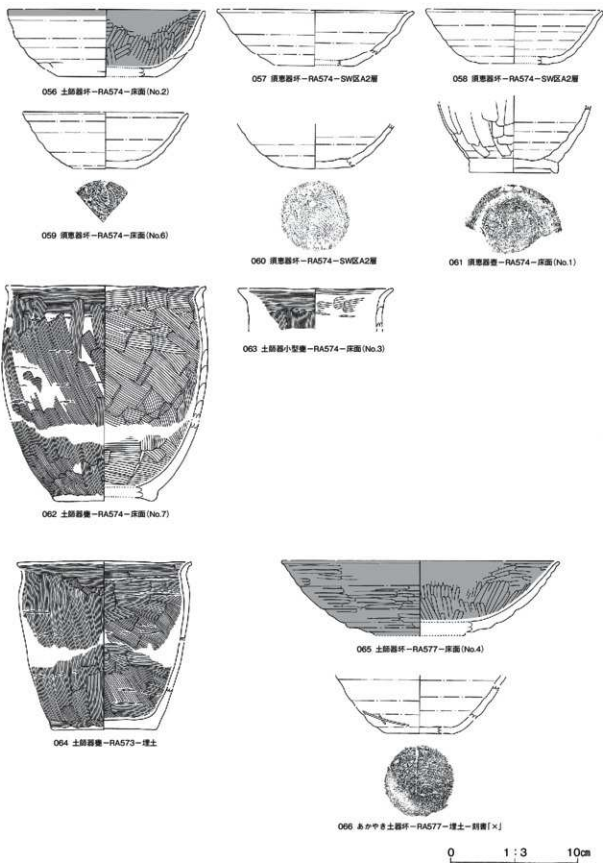 056 土師器坏-RA574-床面(No.2)
057 須恵器坏-RA574-SW区A2層
058 須恵器坏-RA574-SW区A2層
059 須恵器坏-RA574-床面(No.6)
060 須恵器坏-RA574-SW区A2層
061 須恵器壺-RA574-床面(No.1)
062 土師器甕-RA574-床面(No.7)
063 土師器小型甕-RA574-床面(No.3)
064 土師器甕-RA573-埋土
065 土師器坏-RA577-床面(No.4)
066 あかやき土器坏-RA577-埋土-刻書「×」
0 1:3 10cm